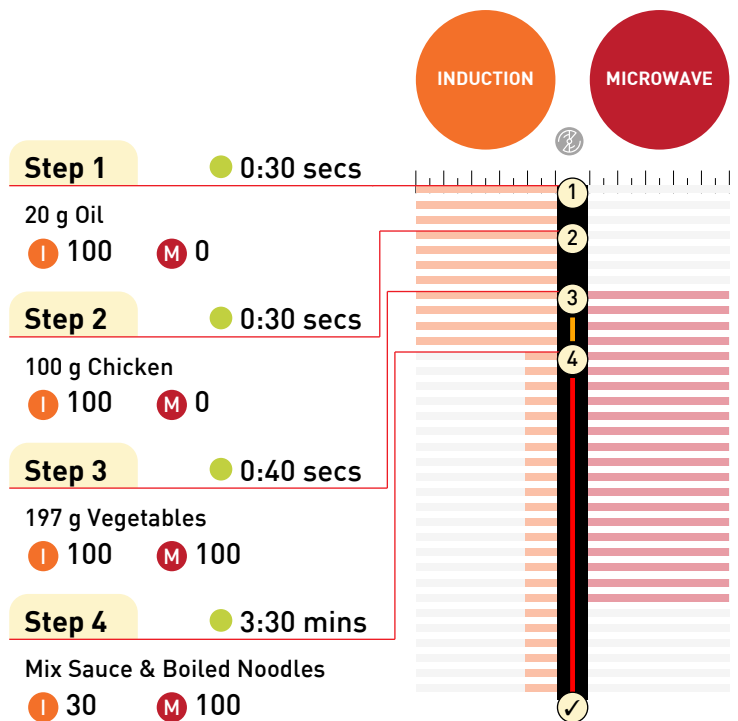 INDUCTION
MICROWAVE
Step 1
0:30 secs
20 g Oil
I 100 M 0
Step 2
0:30 secs
100 g Chicken
I 100 M 0
Step 3
0:40 secs
197 g Vegetables
I 100 M 100
Step 4
3:30 mins
Mix Sauce & Boiled Noodles
I 30 M 100
1
2
3
4
✓